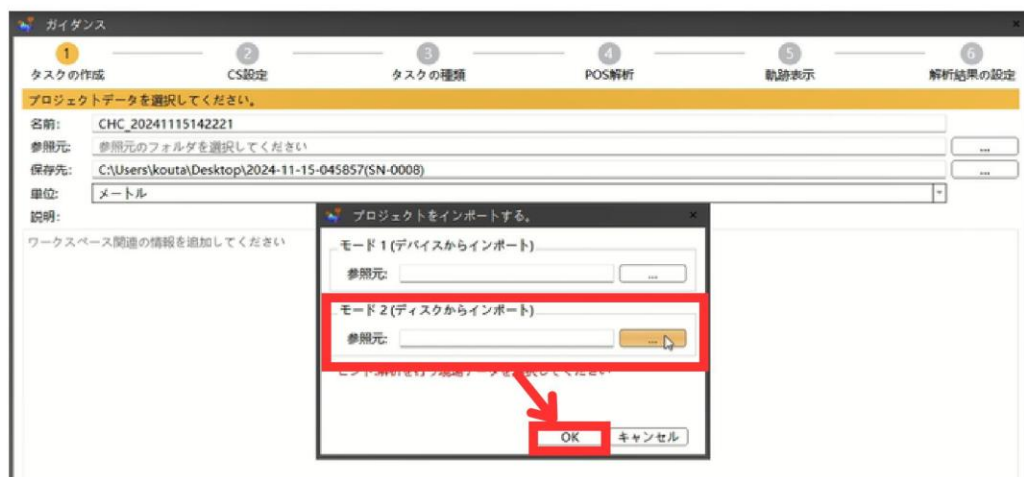 ガイダンス
1 2 3 4 5 6
タスクの作成 CS設定 タスクの種類 POS解析 軌跡表示 解析結果の設定
プロジェクトデータを選択してください。
名前: CHC_20241115142221
参照元: 参照元のフォルダを選択してください ...
保存先: C:\Users\kouta\Desktop\2024-11-15-045857(SN-0008) ...
単位: メートル
説明:
ワークスペース関連の情報を追加してください
プロジェクトをインポートする。
モード 1 (デバイスからインポート)
参照元: ...
モード 2 (ディスクからインポート)
参照元: ...
OK キャンセル